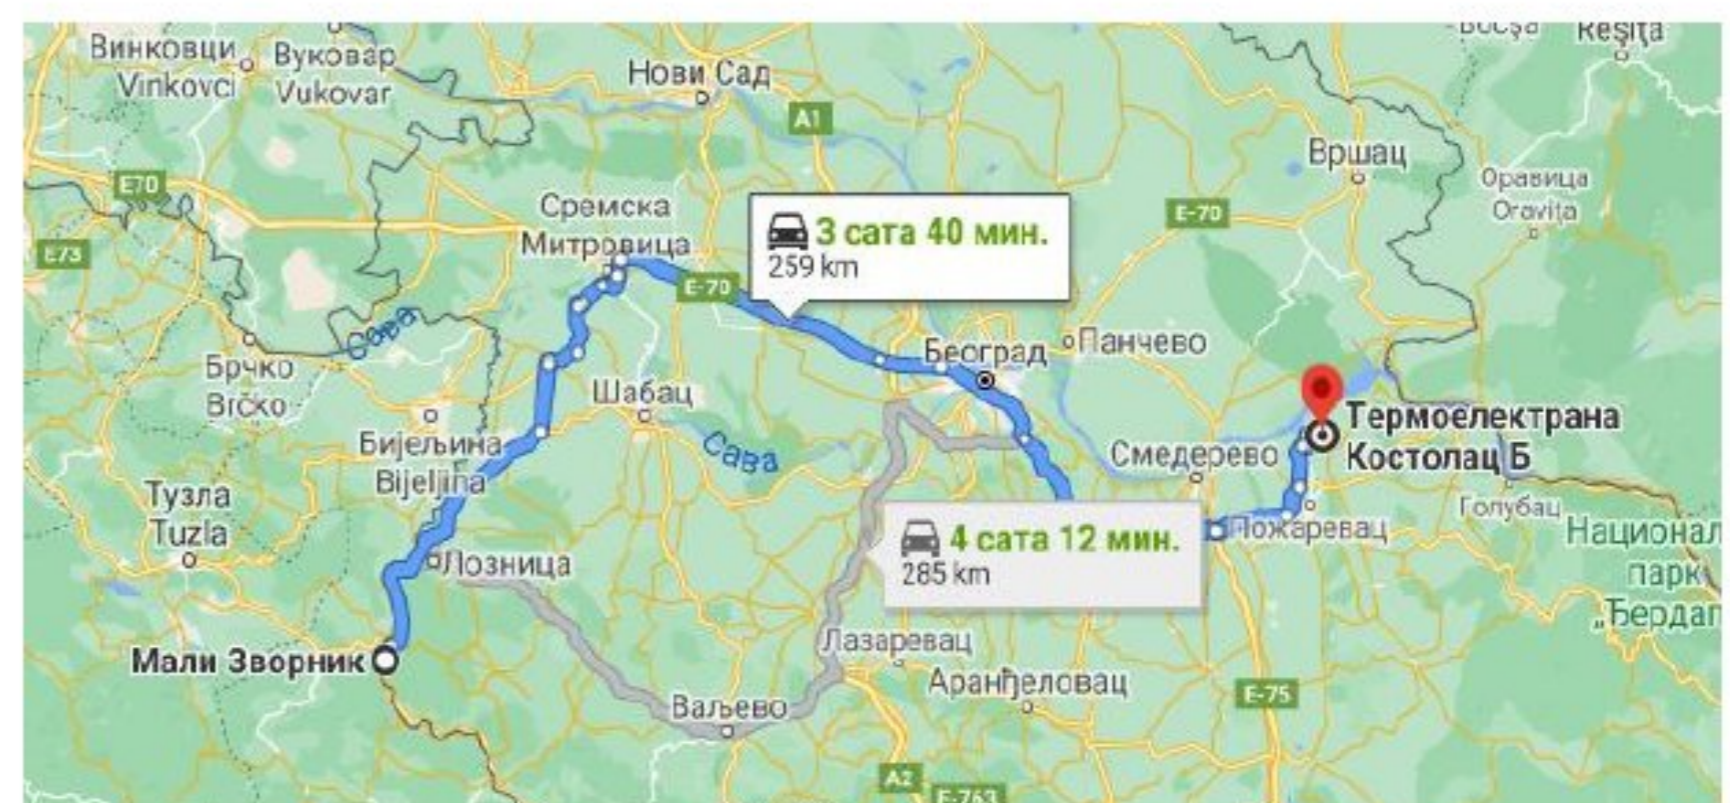 Винковци
Vinkovci
Вуковар
Vukovar
Нови Сад
A1
Reşiţa
Вршац
Оравица
Oraviţa
E70
E73
Сремска
Митровица
3 сата 40 мин.
259 km
E-70
E-70
Сава
Београд
Панчево
Брчко
Brčko
Шабац
Бијељина
Bijeljina
Сава
Смедерево
Термоелектрана
Костолац Б
Голубац
Тузла
Tuzla
Лозница
4 сата 12 мин.
285 km
Пожаревац
Национал
парк
„Ђердап
Мали Зворник
Лазаревац
Аранђеловац
Ваљево
E-75
A2
E-763